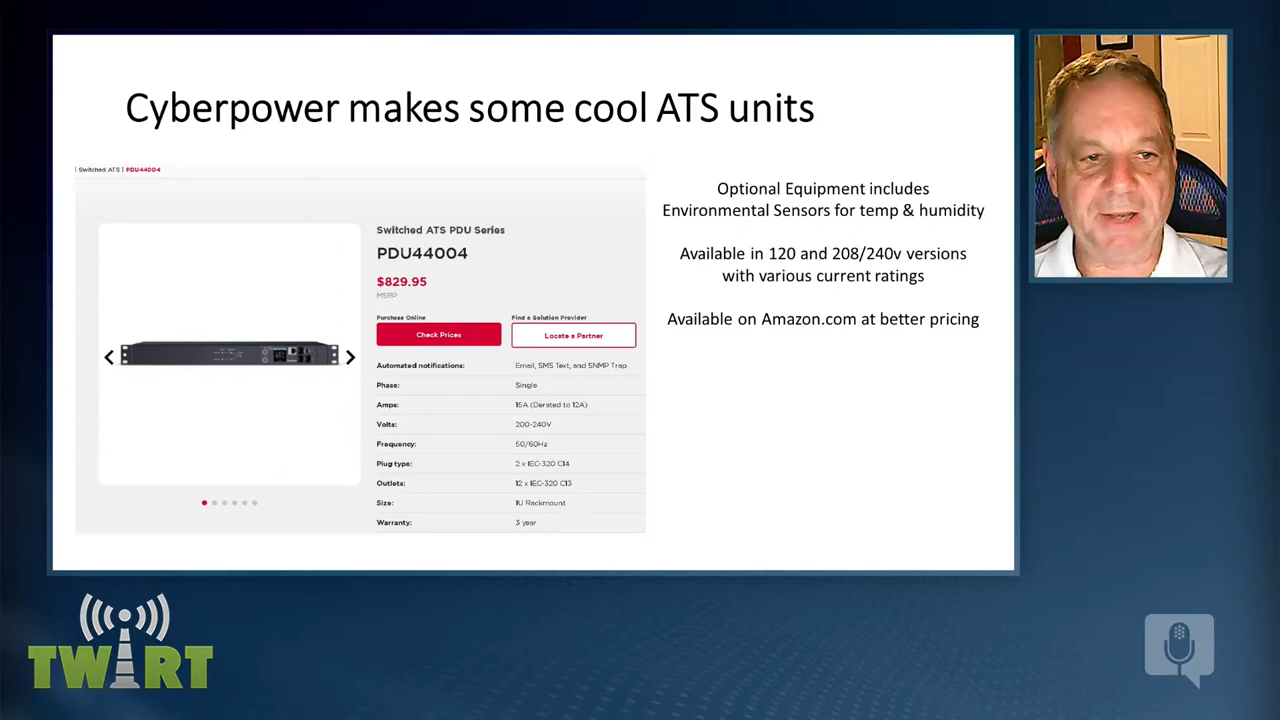 Cyberpower makes some cool ATS units
| Switched ATS | PDU44004
Switched ATS PDU Series
PDU44004
$829.95
MSRP
Purchase Online
Find a Solution Provider
Check Prices
Locate a Partner
Automated notifications: Email, SMS Text, and SNMP Trap
Phase: Single
Amps: 15A (Derated to 12A)
Volts: 200-240V
Frequency: 50/60Hz
Plug type: 2 x IEC-320 C14
Outlets: 12 x IEC-320 C13
Size: 1U Rackmount
Warranty: 3 year
Optional Equipment includes
Environmental Sensors for temp & humidity
Available in 120 and 208/240v versions
with various current ratings
Available on Amazon.com at better pricing
TWIRT